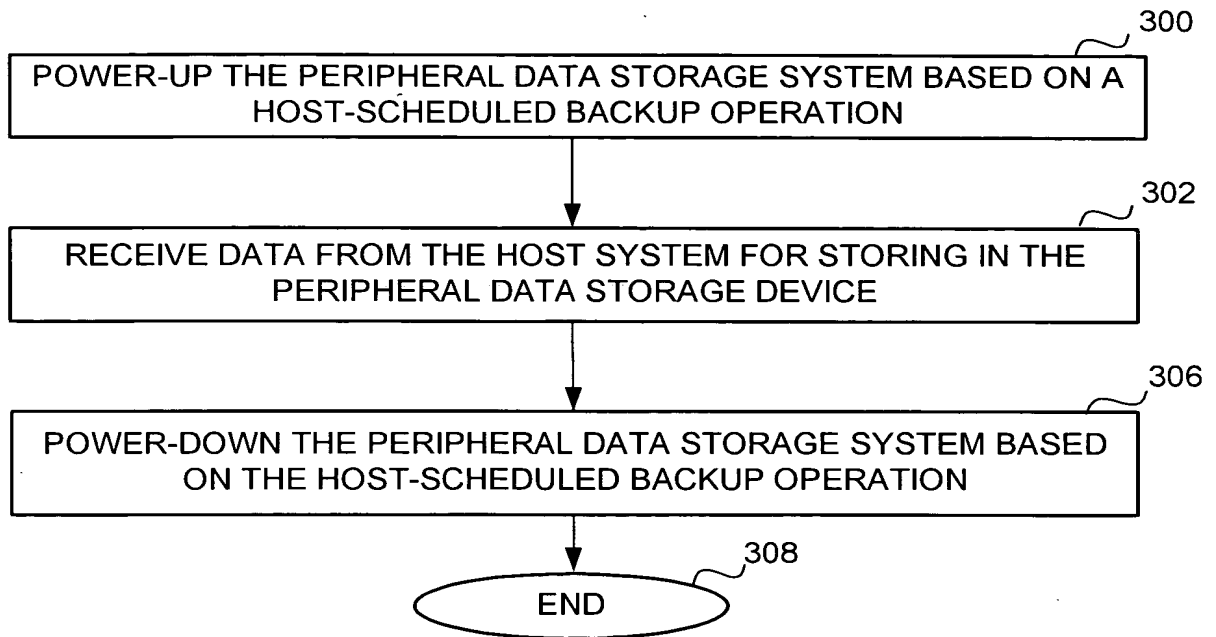 300
POWER-UP THE PERIPHERAL DATA STORAGE SYSTEM BASED ON A
HOST-SCHEDULED BACKUP OPERATION
302
RECEIVE DATA FROM THE HOST SYSTEM FOR STORING IN THE
PERIPHERAL DATA STORAGE DEVICE
306
POWER-DOWN THE PERIPHERAL DATA STORAGE SYSTEM BASED
ON THE HOST-SCHEDULED BACKUP OPERATION
308
END